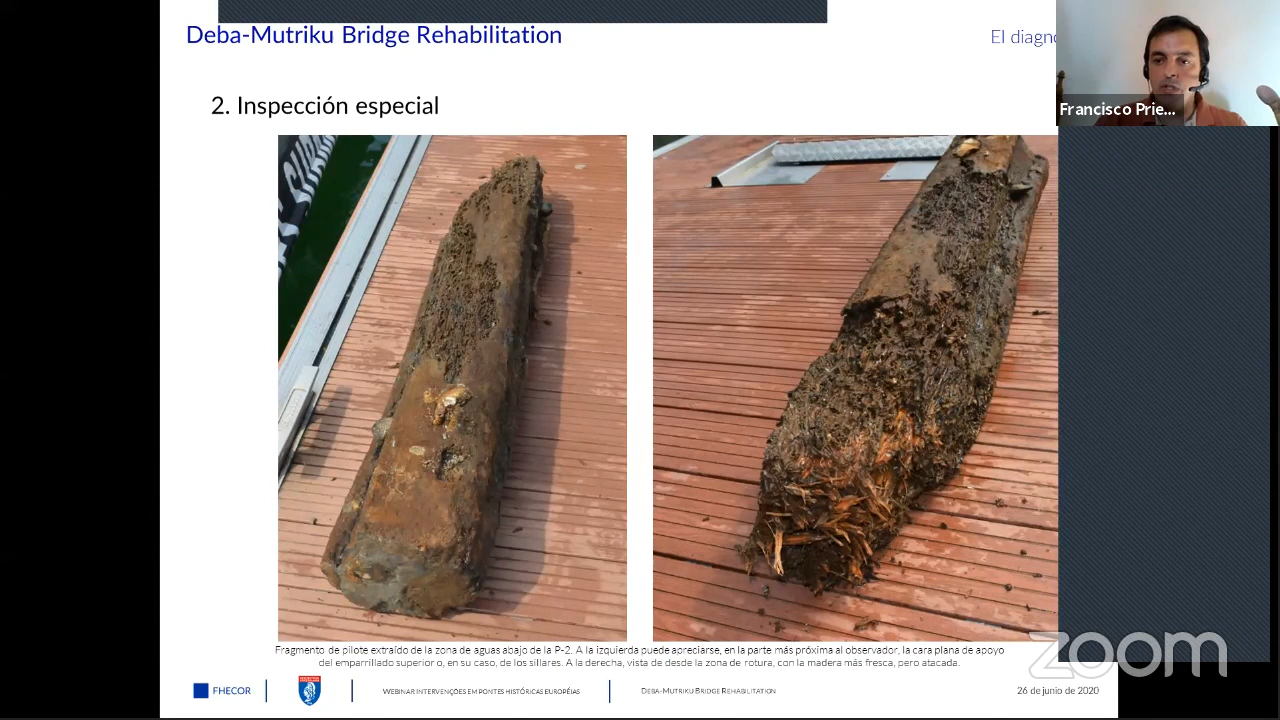 Deba-Mutriku Bridge Rehabilitation
El diagn
Francisco Prie...
2. Inspección especial
Fragmento de pilote extraído de la zona de aguas abajo de la P-2. A la izquierda puede apreciarse, en la parte más próxima al observador, la cara plana de apoyo
del emparrillado superior o, en su caso, de los sillares. A la derecha, vista de desde la zona de rotura, con la madera más fresca, pero atacada.
zoom
FHECOR
WEBINAR INTERVENÇÕES EM PONTES HISTÓRICAS EUROPÉIAS
DEBA-MUTRIKU BRIDGE REHABILITATION
26 de junio de 2020